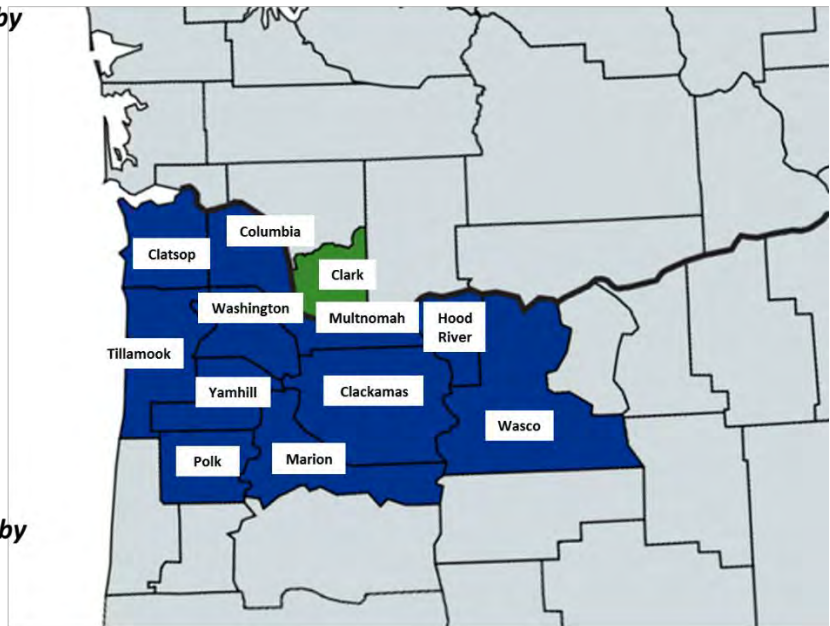 by
Columbia
Clatsop
Clark
Washington
Multnomah
Hood
River
Tillamook
Yamhill
Clackamas
Wasco
Polk
Marion
by